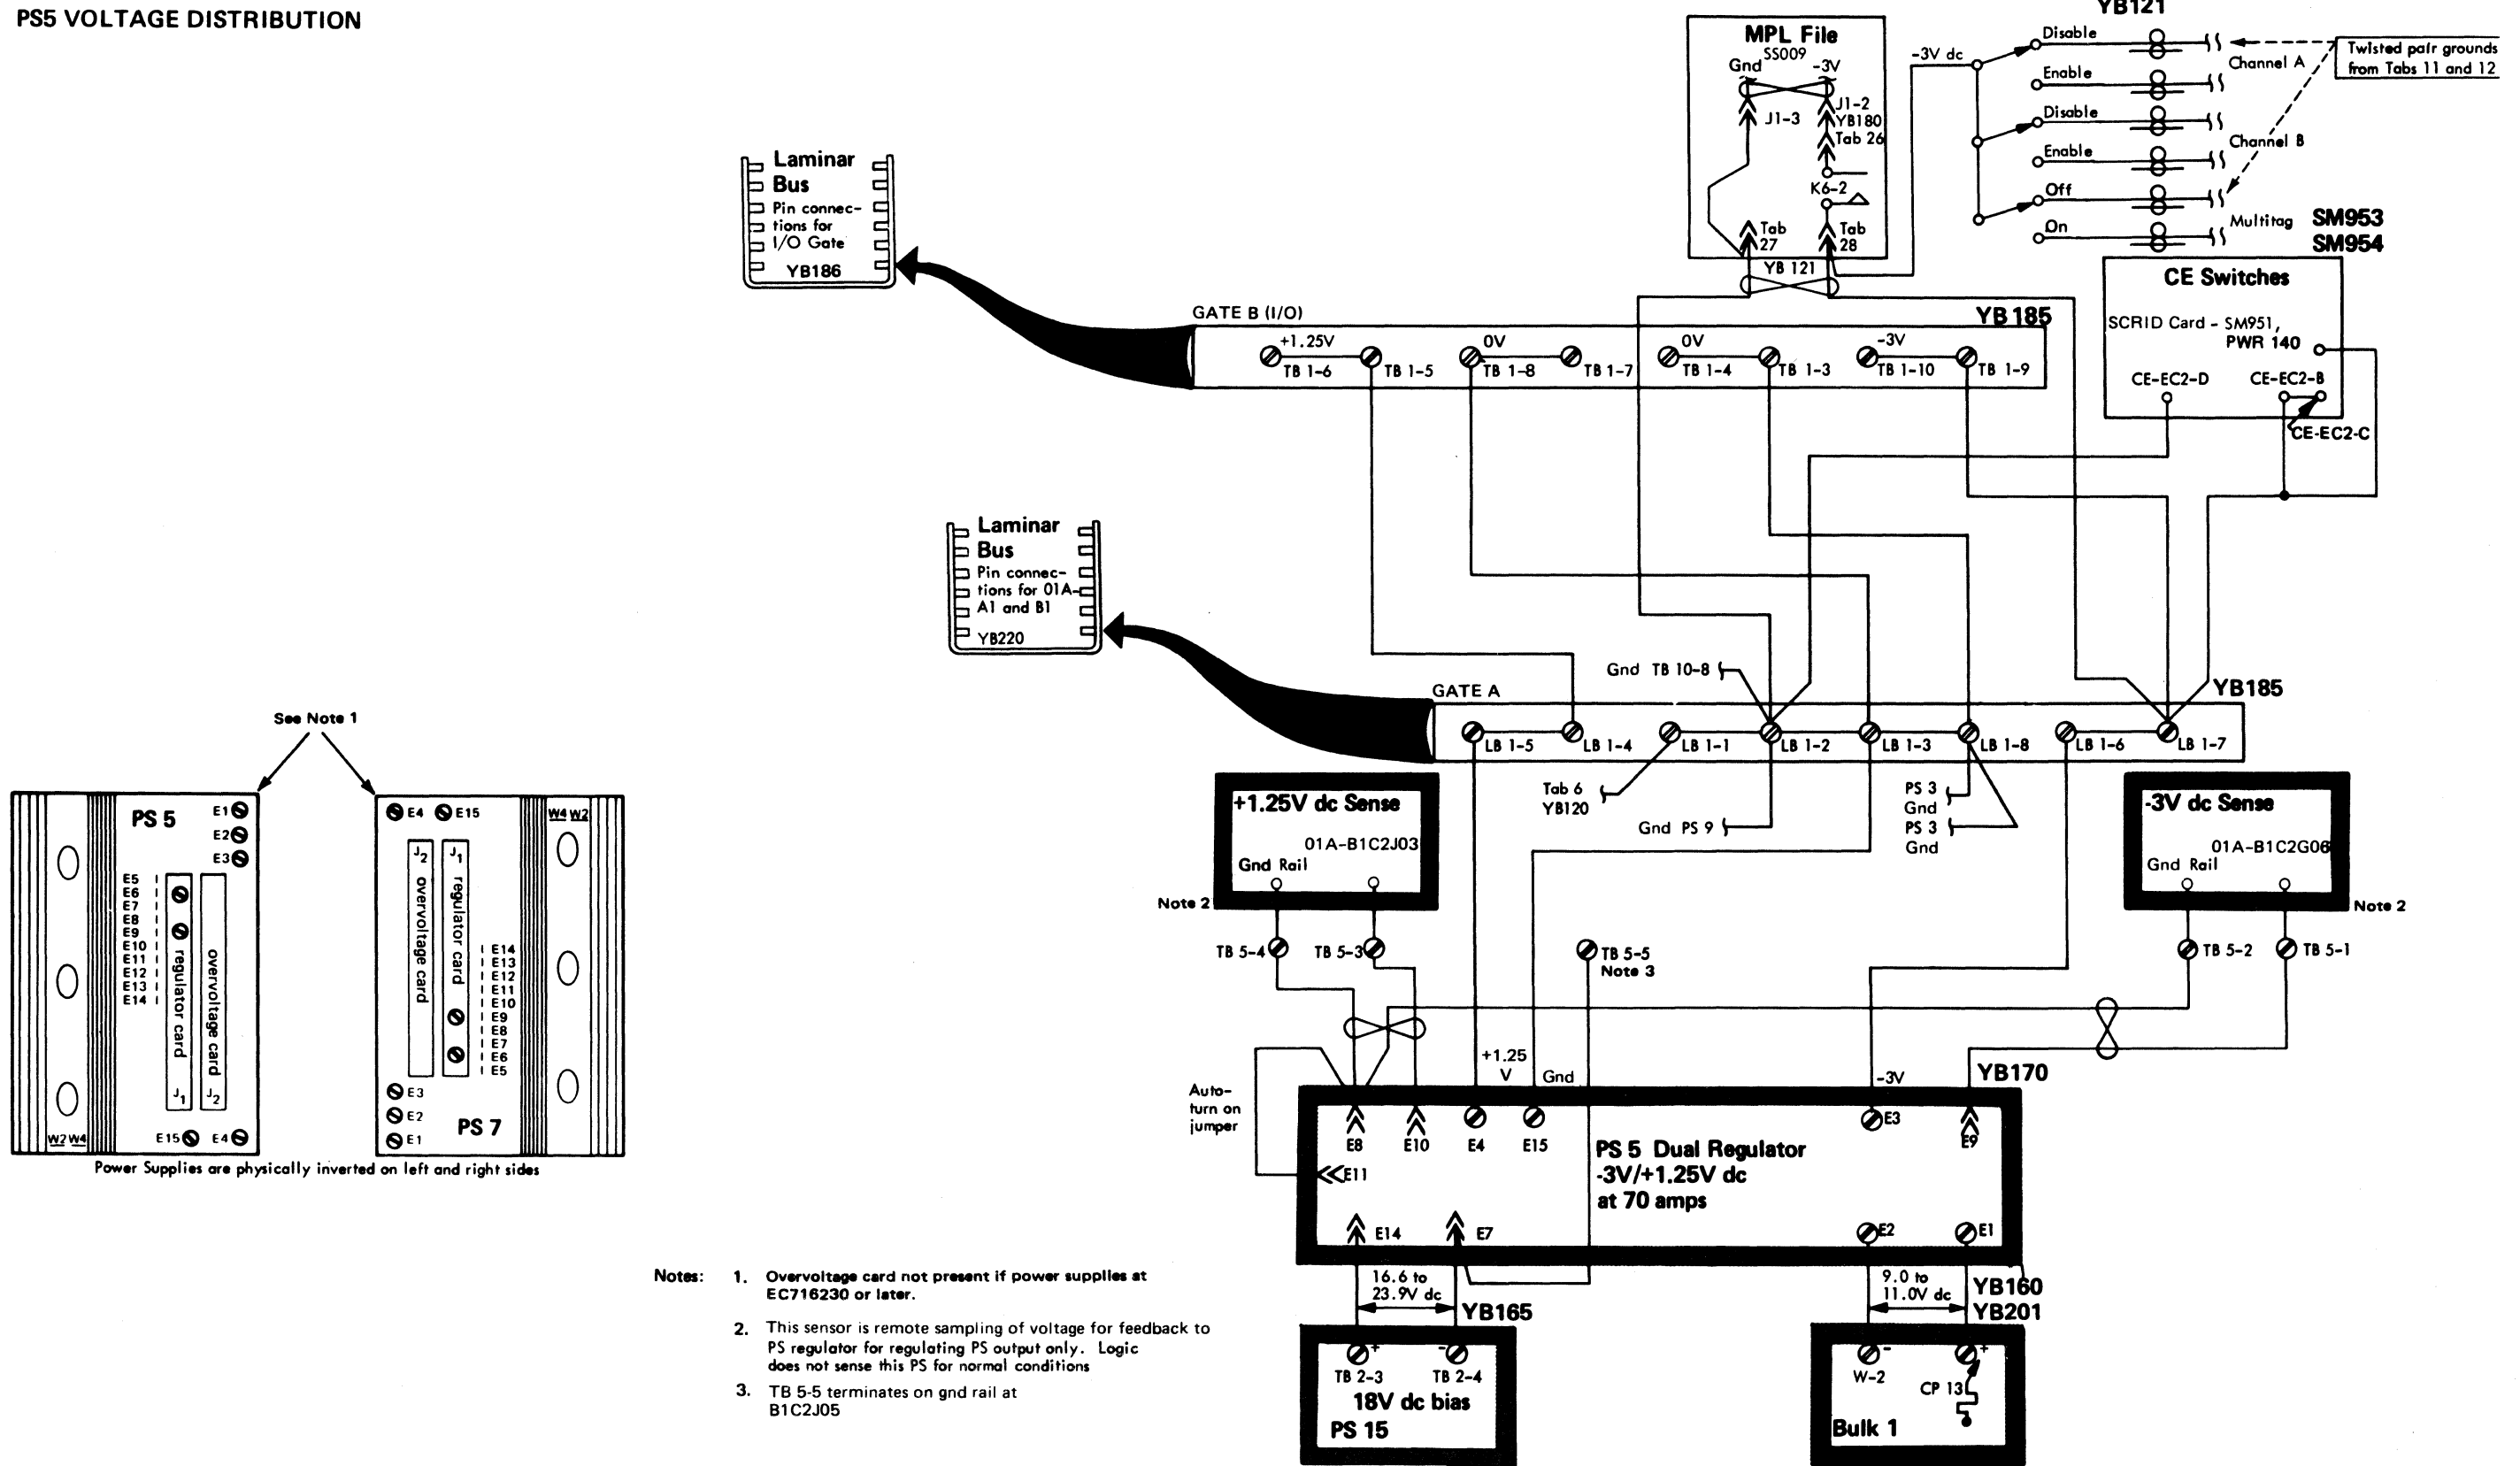 PS5 VOLTAGE DISTRIBUTION
YB121
MPL File
SS009
Gnd
-3V
J1-3
J1-2
YB180
Tab 26
K6-2
Tab
27
Tab
28
YB 121
-3V dc
Disable
Enable
Channel A
Disable
Enable
Channel B
Off
On
Multitag
Twisted pair grounds
from Tabs 11 and 12
SM953
SM954
CE Switches
SCRID Card - SM951,
PWR 140
CE-EC2-D
CE-EC2-B
CE-EC2-C
Laminar
Bus
Pin connec-
tions for
I/O Gate
YB186
GATE B (I/O)
YB185
+1.25V
0V
0V
-3V
TB 1-6
TB 1-5
TB 1-8
TB 1-7
TB 1-4
TB 1-3
TB 1-10
TB 1-9
Laminar
Bus
Pin connec-
tions for 01A-
A1 and B1
YB220
Gnd TB 10-8
GATE A
YB185
LB 1-5
LB 1-4
LB 1-1
LB 1-2
LB 1-3
LB 1-8
LB 1-6
LB 1-7
Tab 6
YB120
Gnd PS 9
PS 3
Gnd
PS 3
Gnd
+1.25V dc Sense
01A-B1C2J03
Gnd Rail
Note 2
-3V dc Sense
01A-B1C2G06
Gnd Rail
Note 2
TB 5-4
TB 5-3
TB 5-5
Note 3
TB 5-2
TB 5-1
See Note 1
PS 5
E1
E2
E3
E5
E6
E7
E8
E9
E10
E11
E12
E13
E14
regulator card
J1
overvoltage card
J2
W2 W4
E15
E4
E4
E15
W4 W2
J2
overvoltage card
J1
regulator card
E14
E13
E12
E11
E10
E9
E8
E7
E6
E5
E3
E2
E1
PS 7
Power Supplies are physically inverted on left and right sides
+1.25
V
Gnd
-3V
YB170
Auto-
turn on
jumper
E8
E10
E4
E15
E3
E9
E11
PS 5 Dual Regulator
-3V/+1.25V dc
at 70 amps
E14
E7
E2
E1
16.6 to
23.9V dc
YB165
9.0 to
11.0V dc
YB160
YB201
+
-
TB 2-3
TB 2-4
18V dc bias
PS 15
-
+
W-2
CP 13
Bulk 1
Notes:
1. Overvoltage card not present if power supplies at
EC716230 or later.
2. This sensor is remote sampling of voltage for feedback to
PS regulator for regulating PS output only. Logic
does not sense this PS for normal conditions
3. TB 5-5 terminates on gnd rail at
B1C2J05